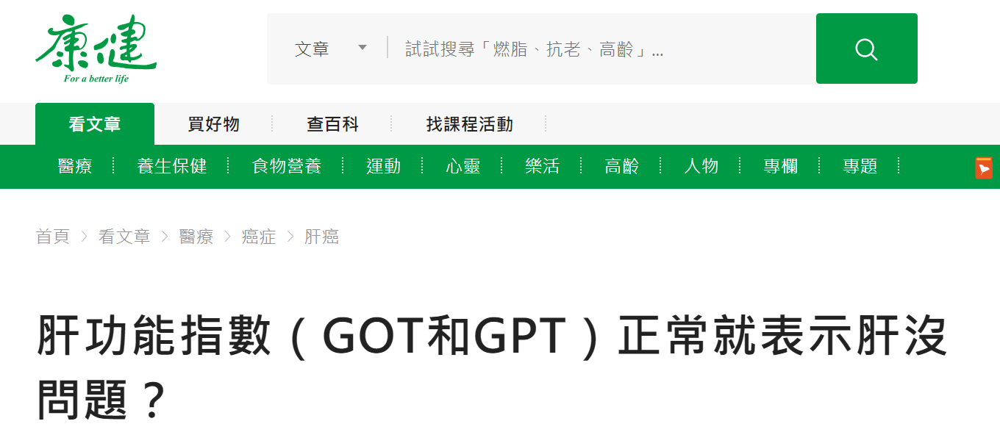 康健
For a better life
文章 試試搜尋「燃脂、抗老、高齡」...
看文章 買好物 查百科 找課程活動
醫療 養生保健 食物營養 運動 心靈 樂活 高齡 人物 專欄 專題
首頁 > 看文章 > 醫療 > 癌症 > 肝癌
肝功能指數（GOT和GPT）正常就表示肝沒
問題？